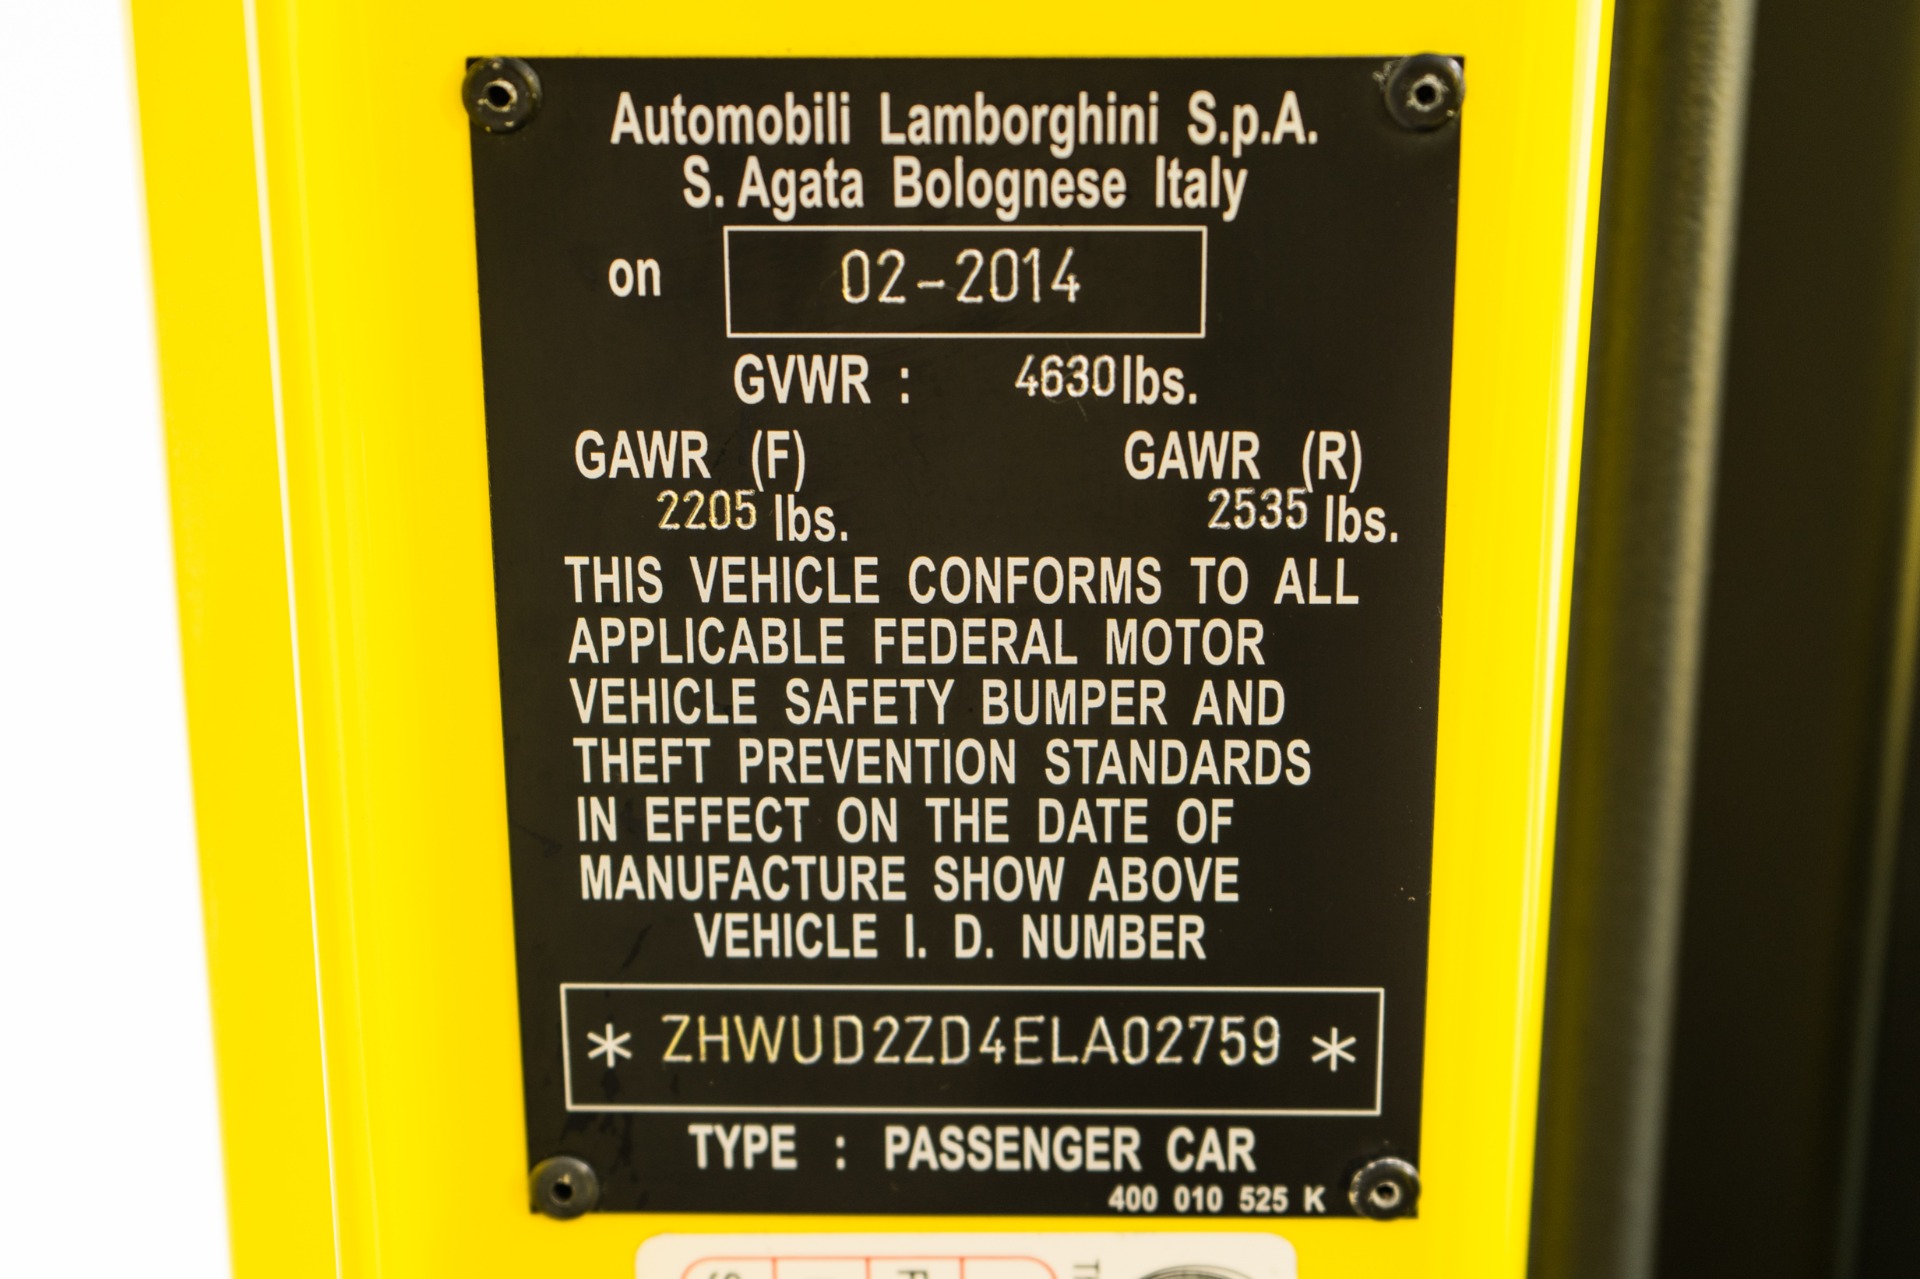 Automobili Lamborghini S.p.A.
S. Agata Bolognese Italy
on 02-2014
GVWR : 4630 lbs.
GAWR (F) GAWR (R)
2205 lbs. 2535 lbs.
THIS VEHICLE CONFORMS TO ALL
APPLICABLE FEDERAL MOTOR
VEHICLE SAFETY BUMPER AND
THEFT PREVENTION STANDARDS
IN EFFECT ON THE DATE OF
MANUFACTURE SHOW ABOVE
VEHICLE I. D. NUMBER
* ZHWUD2ZD4ELA02759 *
TYPE : PASSENGER CAR
400 010 525 K